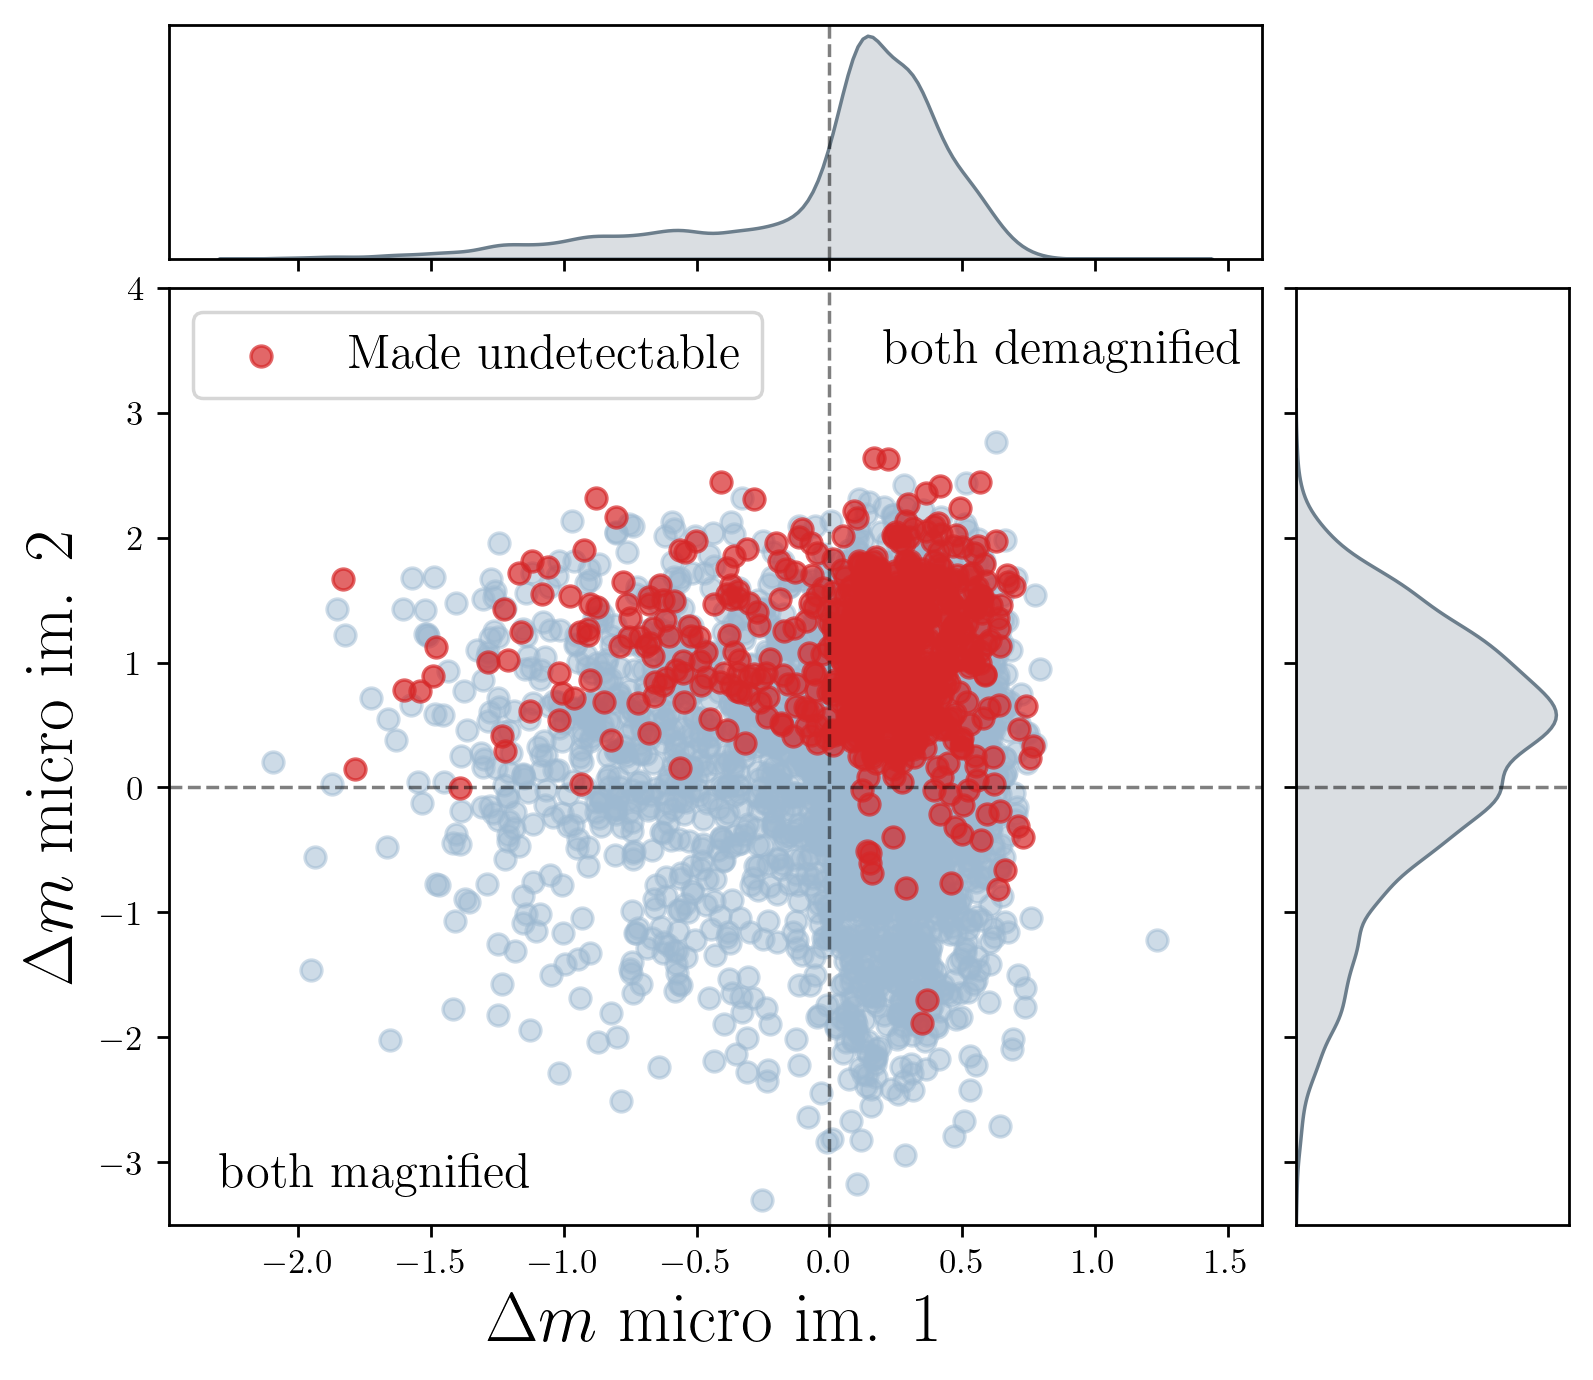 4
3
2
1
0
−1
−2
−3
Made undetectable
both demagnified
both magnified
−2.0 −1.5 −1.0 −0.5 0.0 0.5 1.0 1.5
Δm micro im. 1
Δm micro im. 2